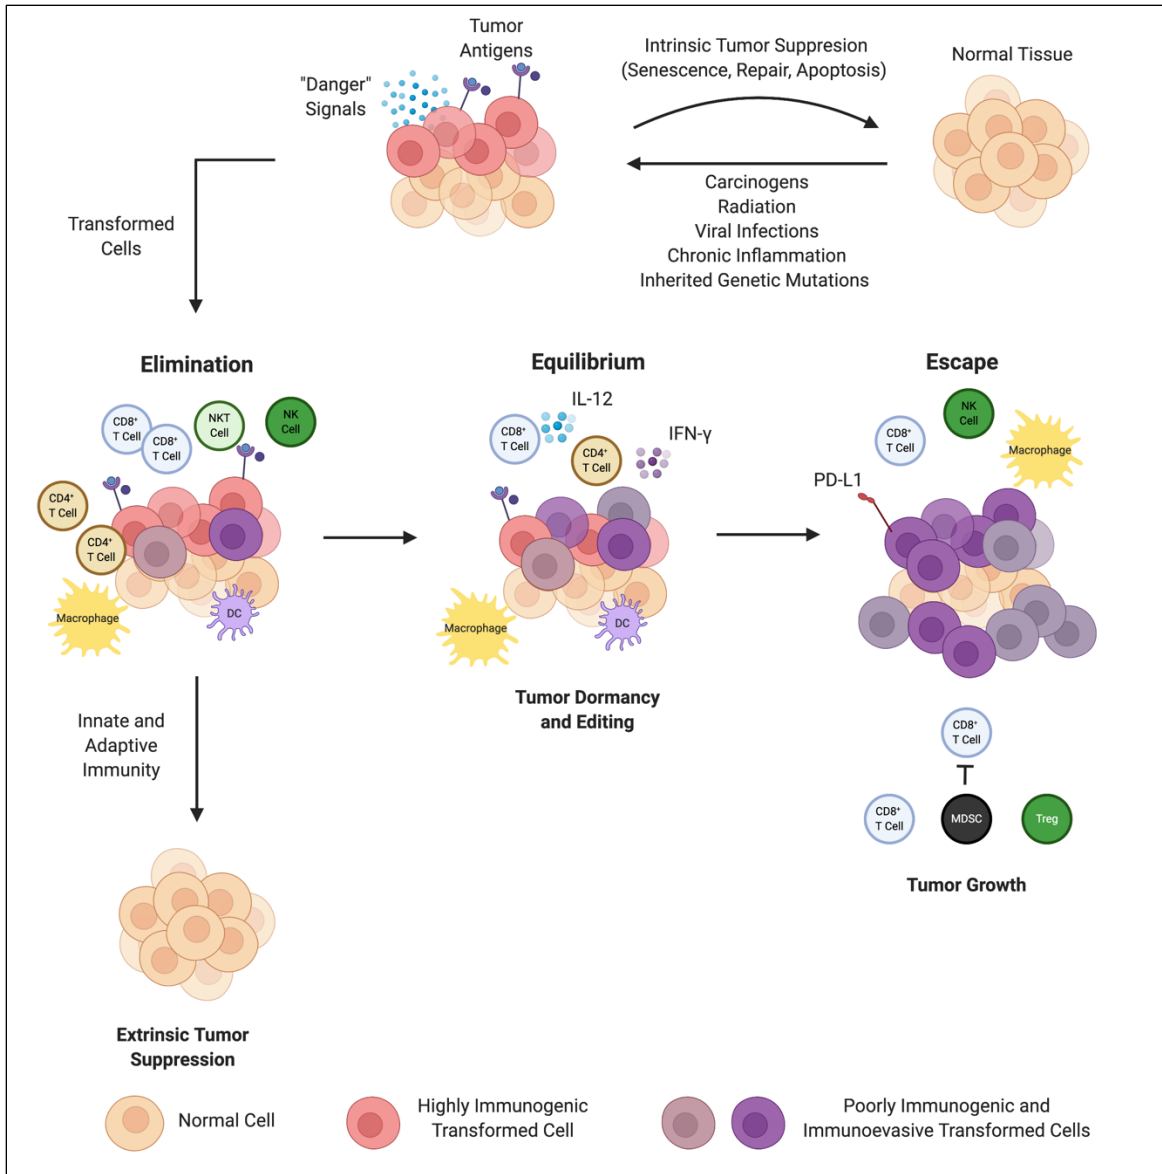 Tumor
Antigens
"Danger"
Signals
Intrinsic Tumor Suppresion
(Senescence, Repair, Apoptosis)
Normal Tissue
Carcinogens
Radiation
Viral Infections
Chronic Inflammation
Inherited Genetic Mutations
Transformed
Cells
Elimination
CD8⁺
T Cell
CD8⁺
T Cell
NKT
Cell
NK
Cell
CD4⁺
T Cell
CD4⁺
T Cell
Macrophage
DC
Equilibrium
IL-12
CD8⁺
T Cell
CD4⁺
T Cell
IFN-γ
Macrophage
DC
Tumor Dormancy
and Editing
Escape
NK
Cell
CD8⁺
T Cell
Macrophage
PD-L1
CD8⁺
T Cell
CD8⁺
T Cell
MDSC
Treg
Tumor Growth
Innate and
Adaptive
Immunity
Extrinsic Tumor
Suppression
Normal Cell
Highly Immunogenic
Transformed Cell
Poorly Immunogenic and
Immunoevasive Transformed Cells